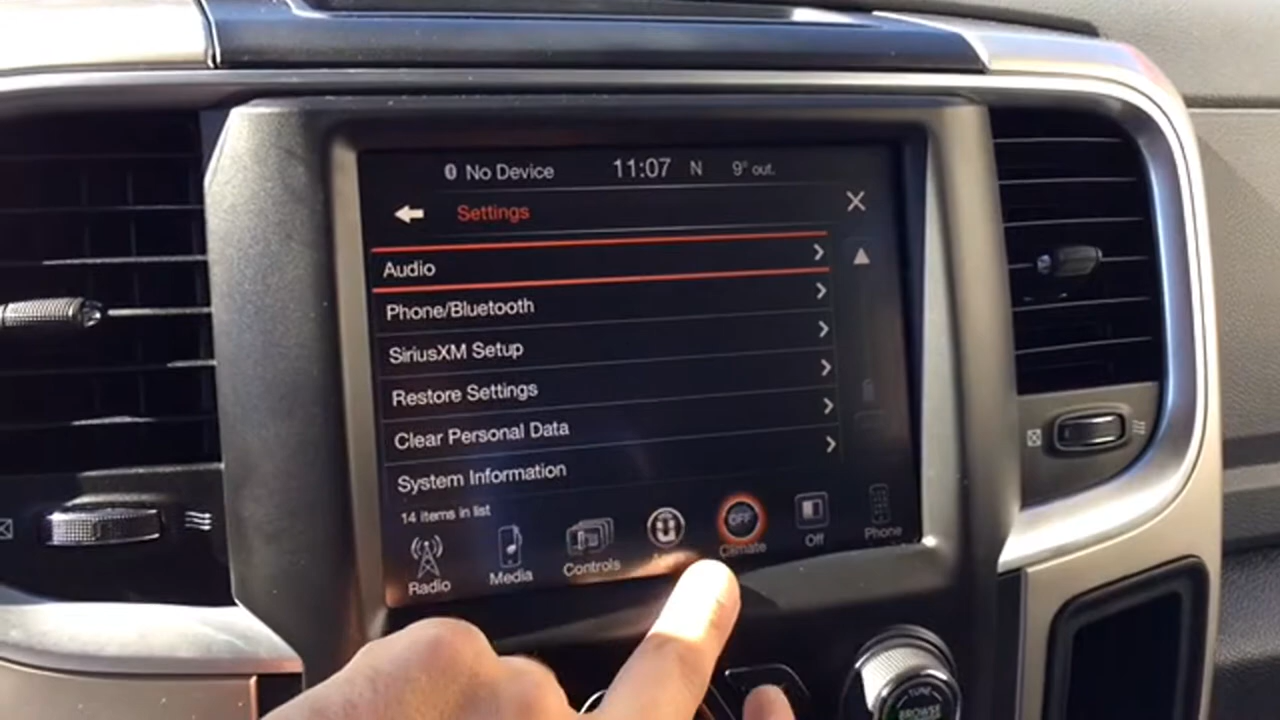 No Device 11:07 N 9° out.
Settings
Audio
Phone/Bluetooth
SiriusXM Setup
Restore Settings
Clear Personal Data
System Information
14 items in list
OFF
Radio
Media
Controls
Climate
Off
Phone
TUNE
BROWSE